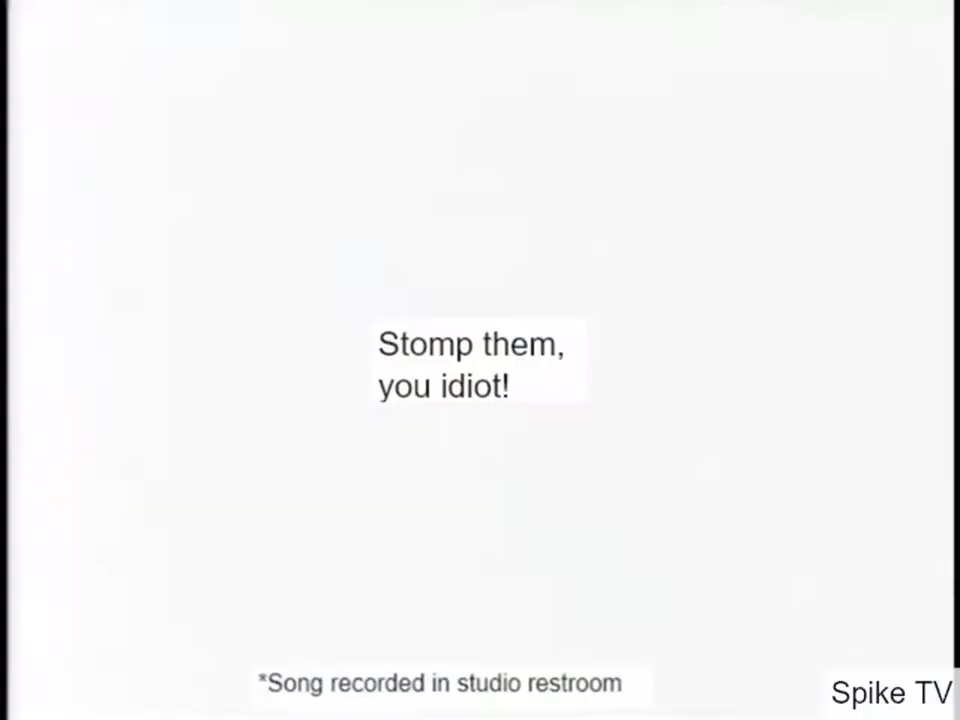 Stomp them,
you idiot!
*Song recorded in studio restroom
Spike TV